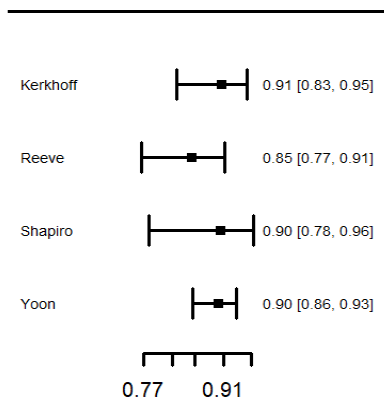 Kerkhoff 0.91 [0.83, 0.95]
Reeve 0.85 [0.77, 0.91]
Shapiro 0.90 [0.78, 0.96]
Yoon 0.90 [0.86, 0.93]
0.77 0.91